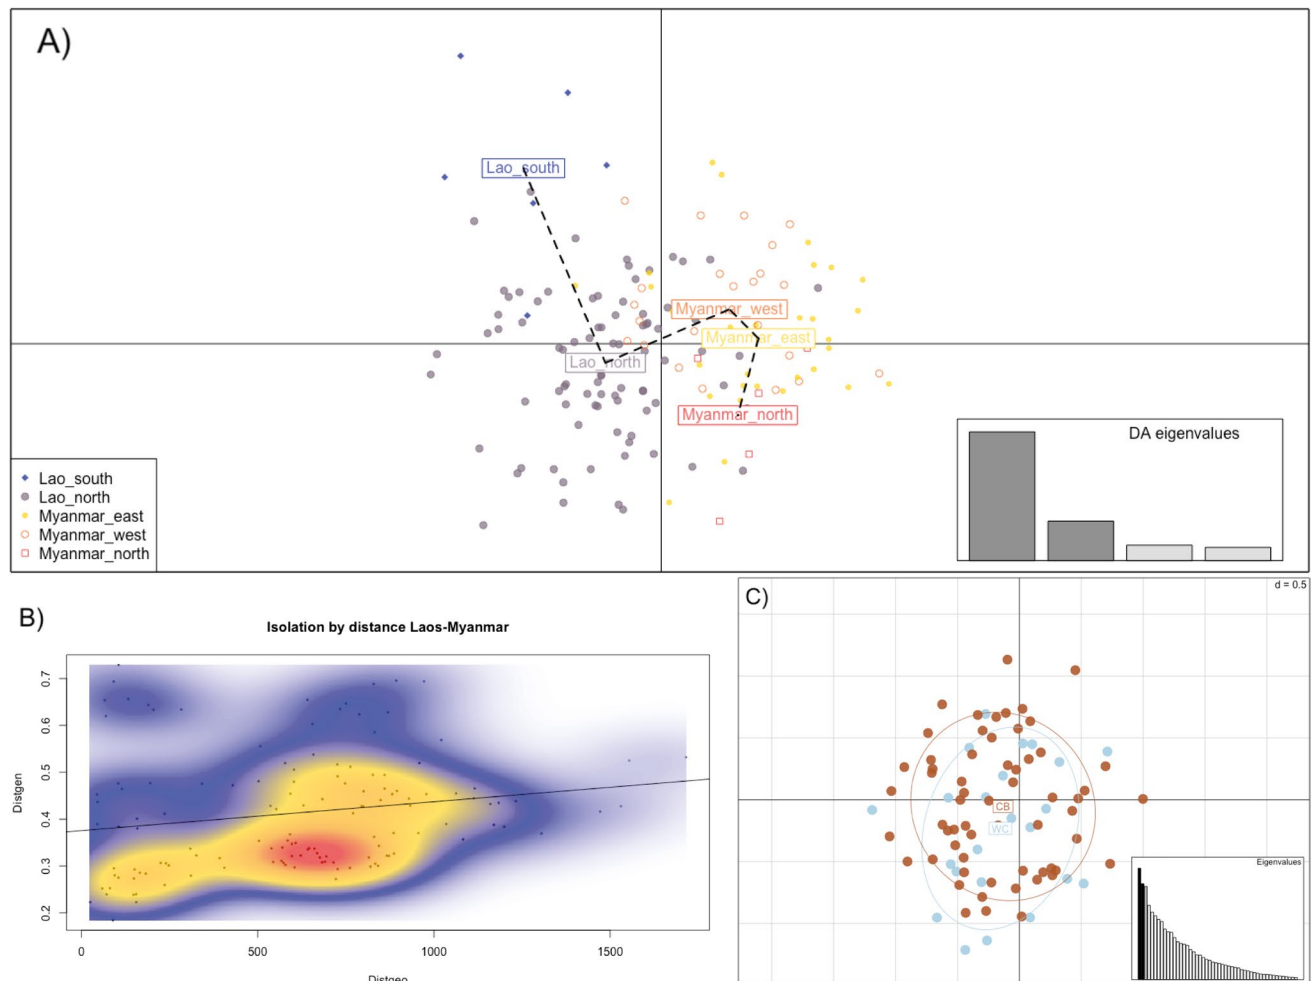 A)
Lao_south
Myanmar_west
Myanmar_east
Lao_north
Myanmar_north
DA eigenvalues
Lao_south
Lao_north
Myanmar_east
Myanmar_west
Myanmar_north
B)
Isolation by distance Laos-Myanmar
Distgen
0.7
0.6
0.5
0.4
0.3
0.2
0
500
1000
1500
Distgeo
C)
d = 0.5
CB
WC
Eigenvalues